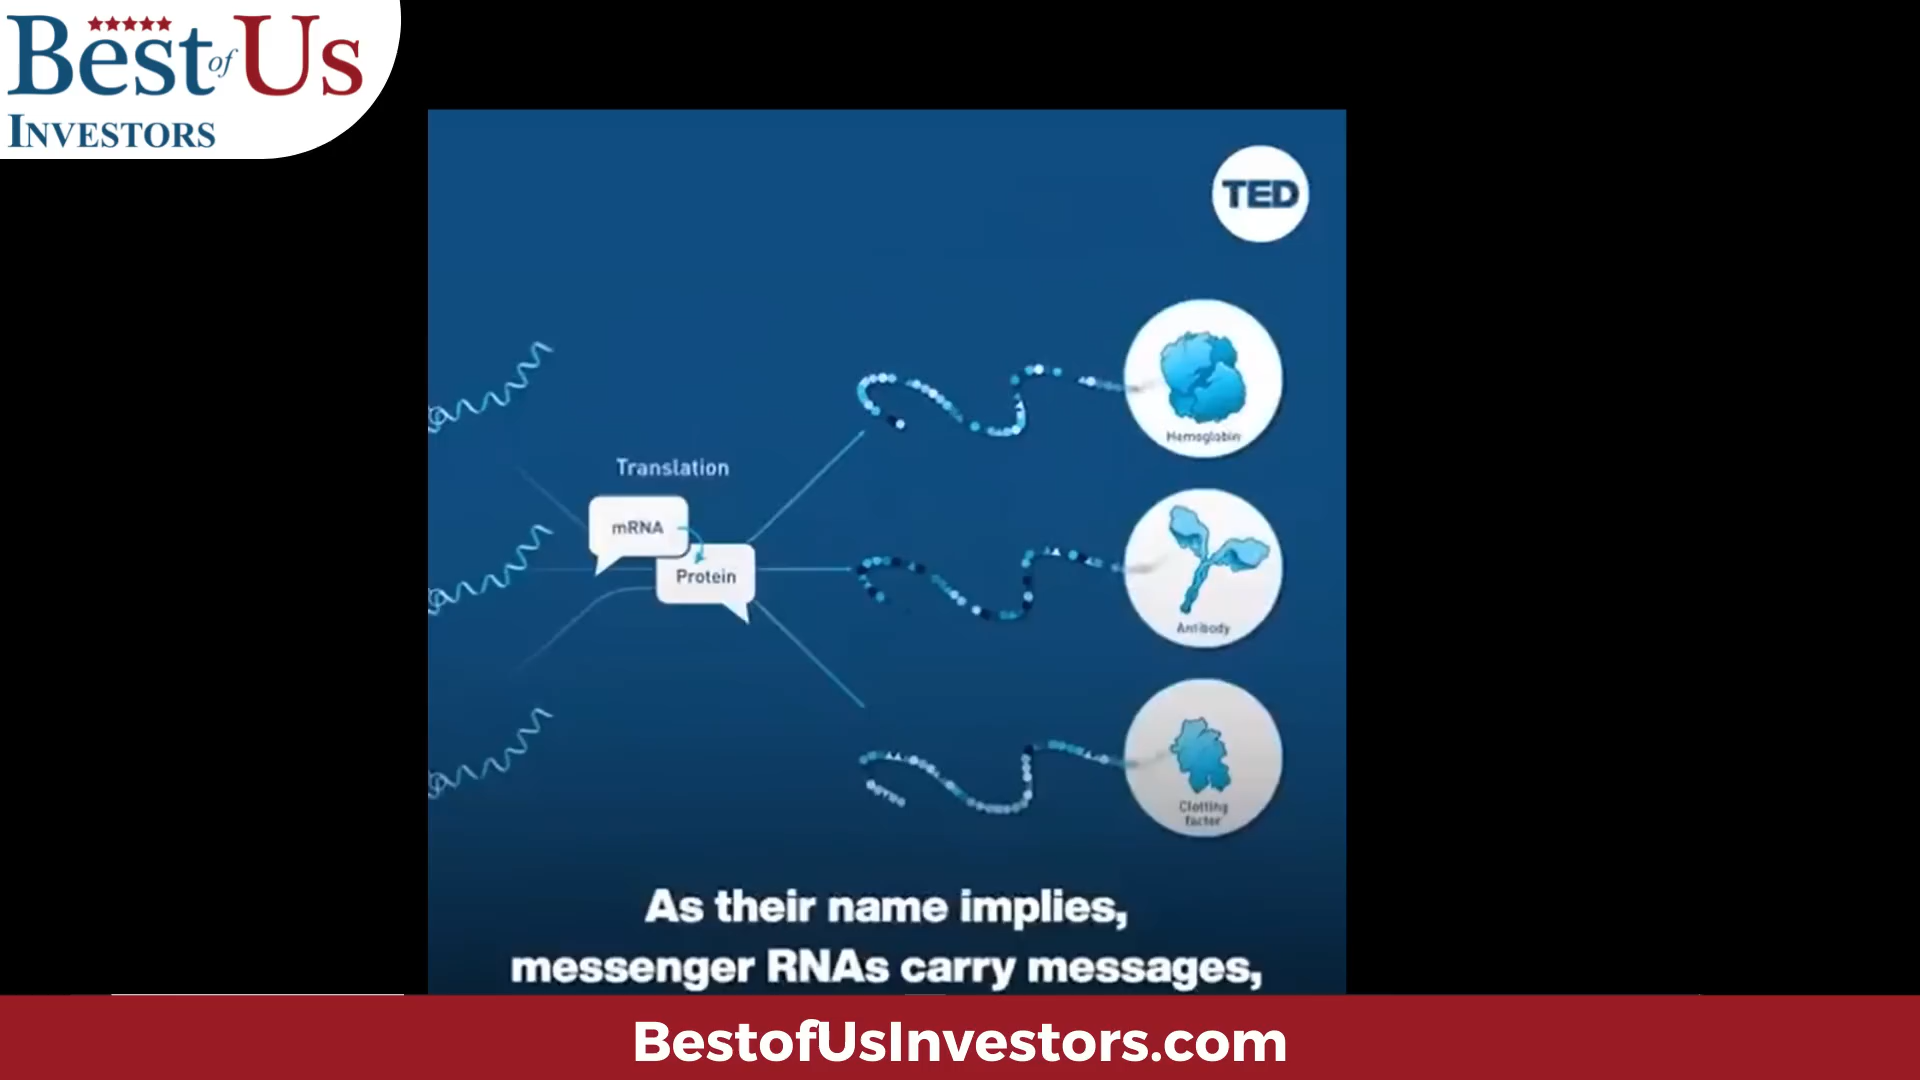 Best of Us
INVESTORS
TED
Hemoglobin
Translation
mRNA
Protein
Antibody
Clotting
factor
As their name implies,
messenger RNAs carry messages,
BestofUsInvestors.com